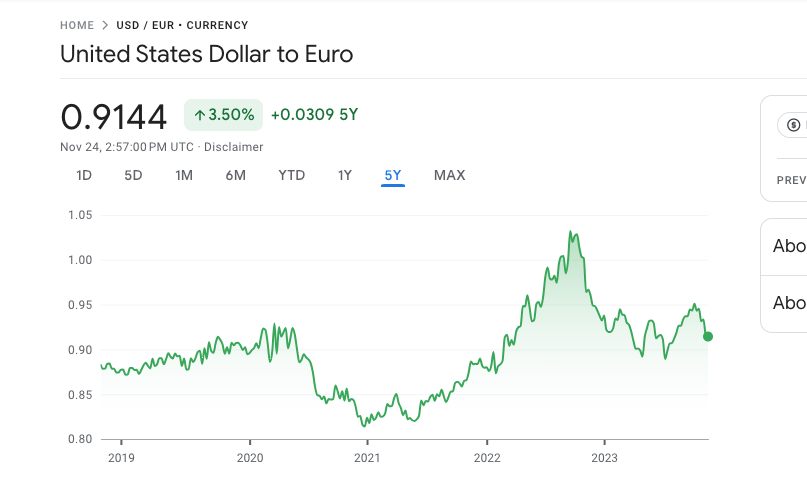 HOME > USD / EUR • CURRENCY
United States Dollar to Euro
0.9144 ↑ 3.50% +0.0309 5Y
Nov 24, 2:57:00 PM UTC · Disclaimer
1D 5D 1M 6M YTD 1Y 5Y MAX
1.05
1.00
0.95
0.90
0.85
0.80
2019 2020 2021 2022 2023
PREV
Abo
Abo